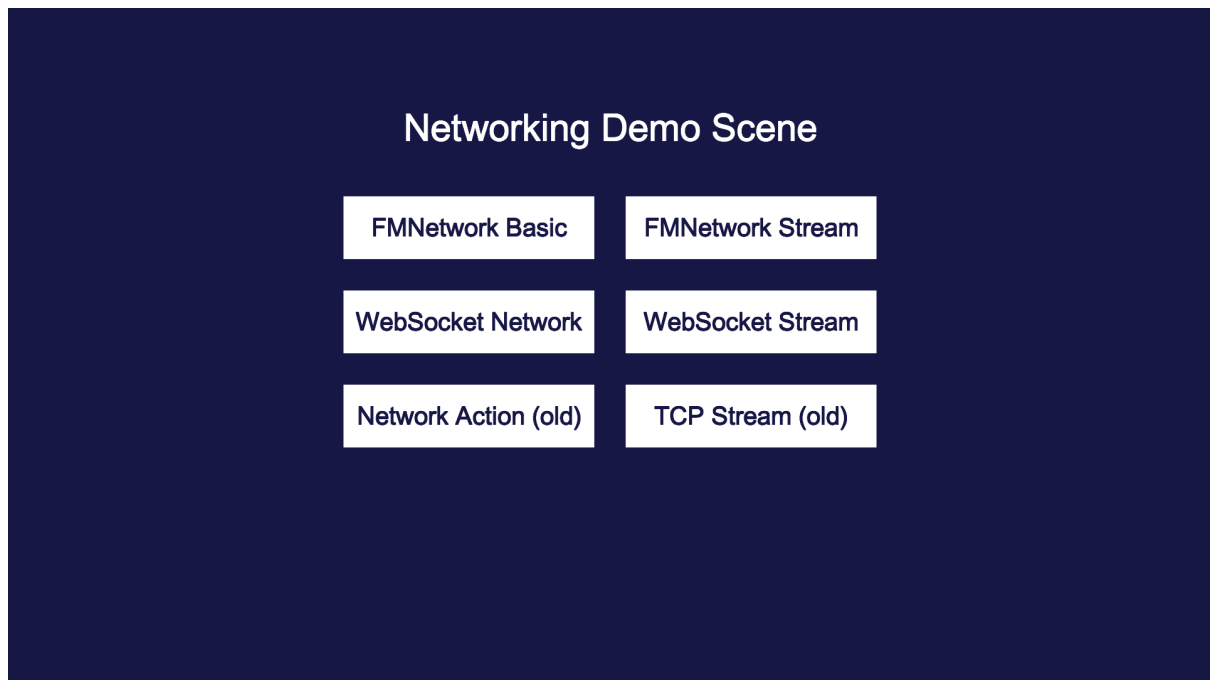 Networking Demo Scene
FMNetwork Basic
FMNetwork Stream
WebSocket Network
WebSocket Stream
Network Action (old)
TCP Stream (old)